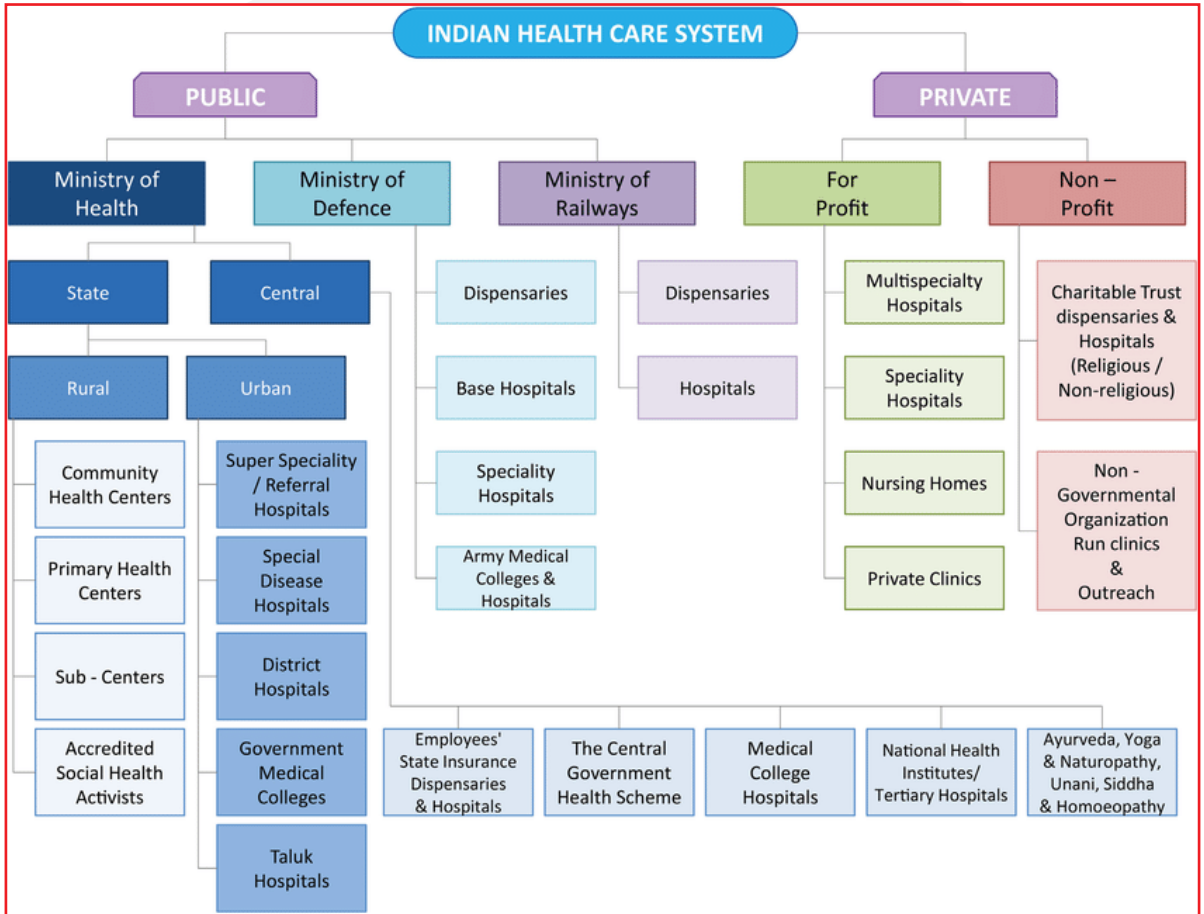 INDIAN HEALTH CARE SYSTEM
PUBLIC
PRIVATE
Ministry of
Health
Ministry of
Defence
Ministry of
Railways
For
Profit
Non –
Profit
State
Central
Rural
Urban
Community
Health Centers
Primary Health
Centers
Sub - Centers
Accredited
Social Health
Activists
Super Speciality
/ Referral
Hospitals
Special
Disease
Hospitals
District
Hospitals
Government
Medical
Colleges
Taluk
Hospitals
Dispensaries
Base Hospitals
Speciality
Hospitals
Army Medical
Colleges &
Hospitals
Dispensaries
Hospitals
Multispecialty
Hospitals
Speciality
Hospitals
Nursing Homes
Private Clinics
Charitable Trust
dispensaries &
Hospitals
(Religious /
Non-religious)
Non -
Governmental
Organization
Run clinics
&
Outreach
Employees'
State Insurance
Dispensaries
& Hospitals
The Central
Government
Health Scheme
Medical
College
Hospitals
National Health
Institutes/
Tertiary Hospitals
Ayurveda, Yoga
& Naturopathy,
Unani, Siddha
& Homoeopathy